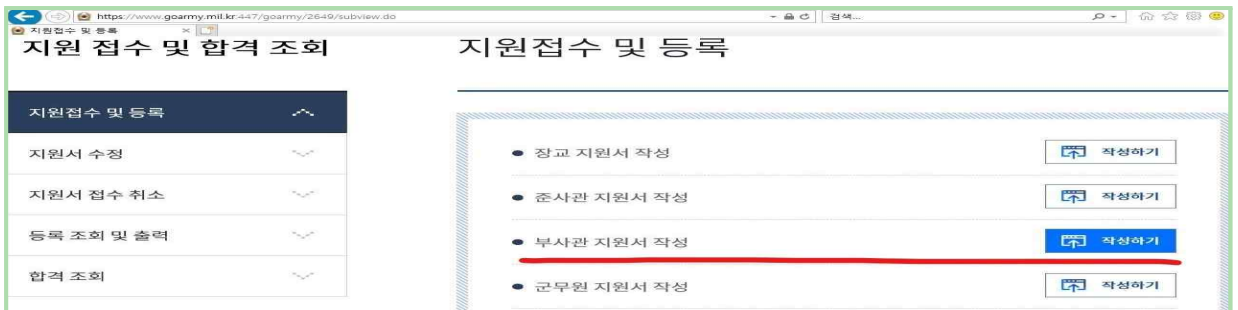 https://www.goarmy.mil.kr:447/goarmy/2649/subview.do
검색...
지원접수 및 등록
지원 접수 및 합격 조회
지원접수 및 등록
지원서 수정
지원서 접수 취소
등록 조회 및 출력
합격 조회
지원접수 및 등록
장교 지원서 작성 작성하기
준사관 지원서 작성 작성하기
부사관 지원서 작성 작성하기
군무원 지원서 작성 작성하기